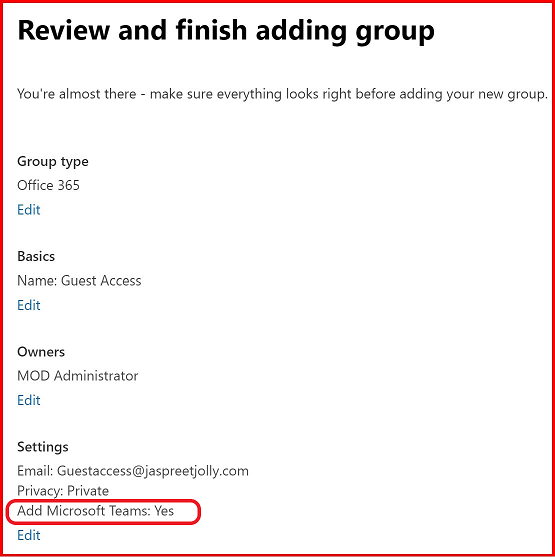 Review and finish adding group
You're almost there - make sure everything looks right before adding your new group.
Group type
Office 365
Edit
Basics
Name: Guest Access
Edit
Owners
MOD Administrator
Edit
Settings
Email: Guestaccess@jaspreetjolly.com
Privacy: Private
Add Microsoft Teams: Yes
Edit